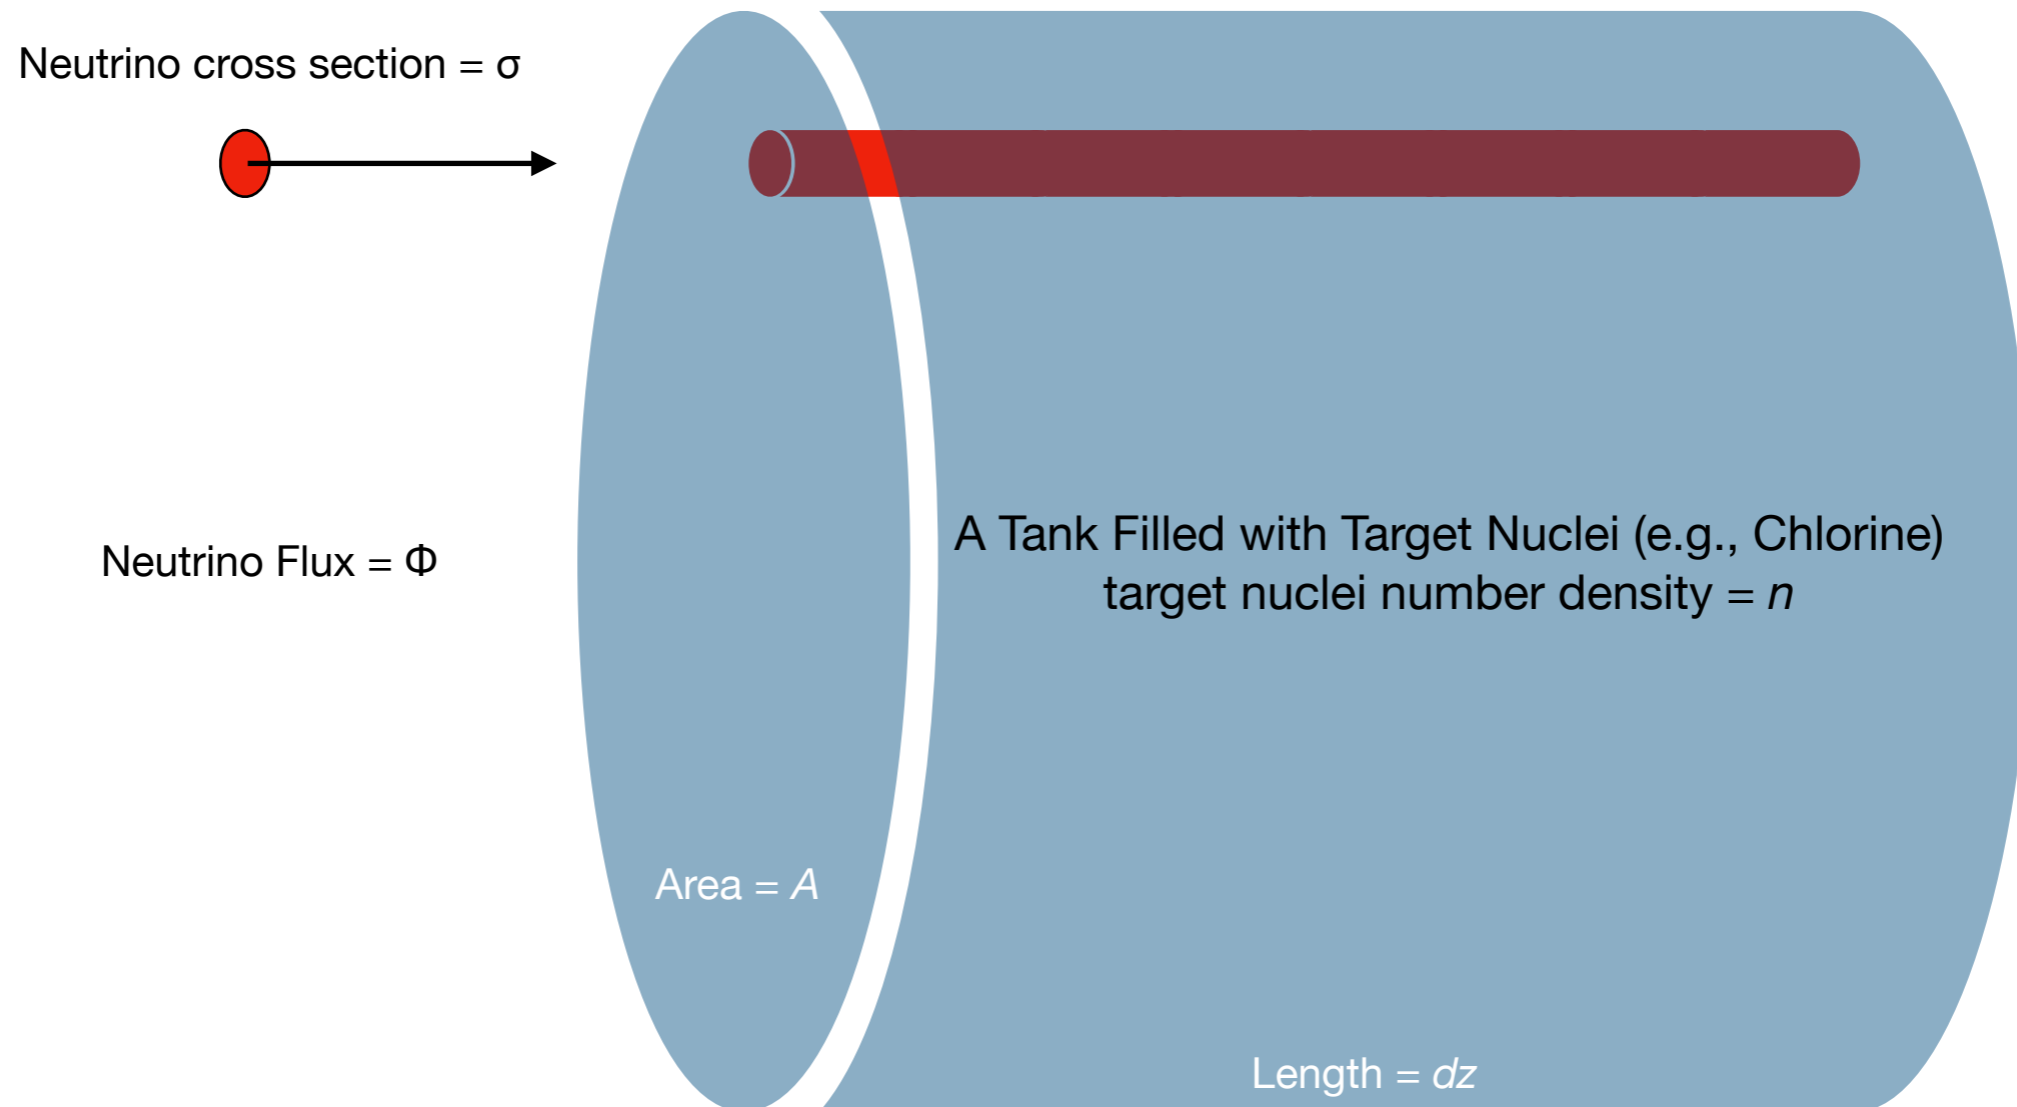 Neutrino cross section = σ
Neutrino Flux = Φ
A Tank Filled with Target Nuclei (e.g., Chlorine)
target nuclei number density = n
Area = A
Length = dz